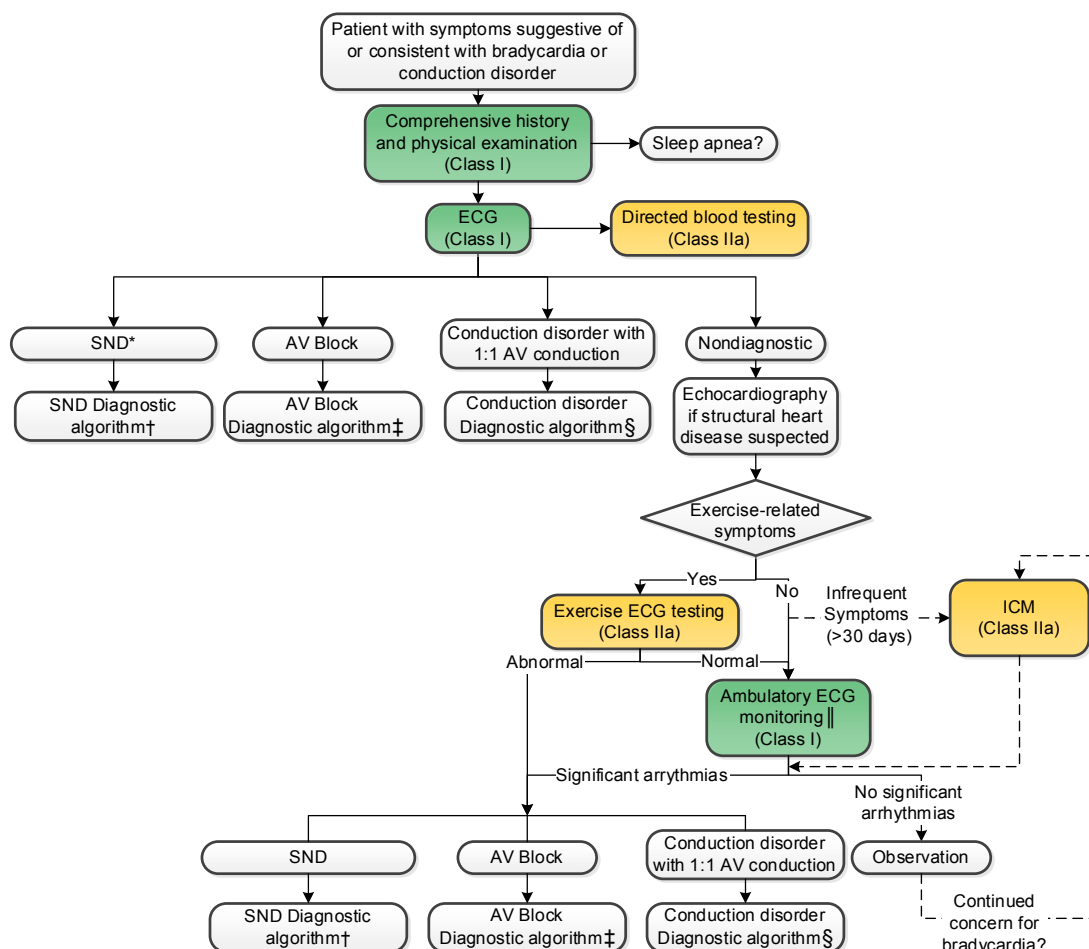 Patient with symptoms suggestive of
or consistent with bradycardia or
conduction disorder
Comprehensive history
and physical examination
(Class I)
Sleep apnea?
ECG
(Class I)
Directed blood testing
(Class IIa)
SND*
AV Block
Conduction disorder with
1:1 AV conduction
Nondiagnostic
SND Diagnostic
algorithm†
AV Block
Diagnostic algorithm‡
Conduction disorder
Diagnostic algorithm§
Echocardiography
if structural heart
disease suspected
Exercise-related
symptoms
Yes
No
Exercise ECG testing
(Class IIa)
Infrequent
Symptoms
(>30 days)
ICM
(Class IIa)
Abnormal
Normal
Ambulatory ECG
monitoring‖
(Class I)
Significant arrythmias
No significant
arrhythmias
SND
AV Block
Conduction disorder
with 1:1 AV conduction
Observation
SND Diagnostic
algorithm†
AV Block
Diagnostic algorithm‡
Conduction disorder
Diagnostic algorithm§
Continued
concern for
bradycardia?